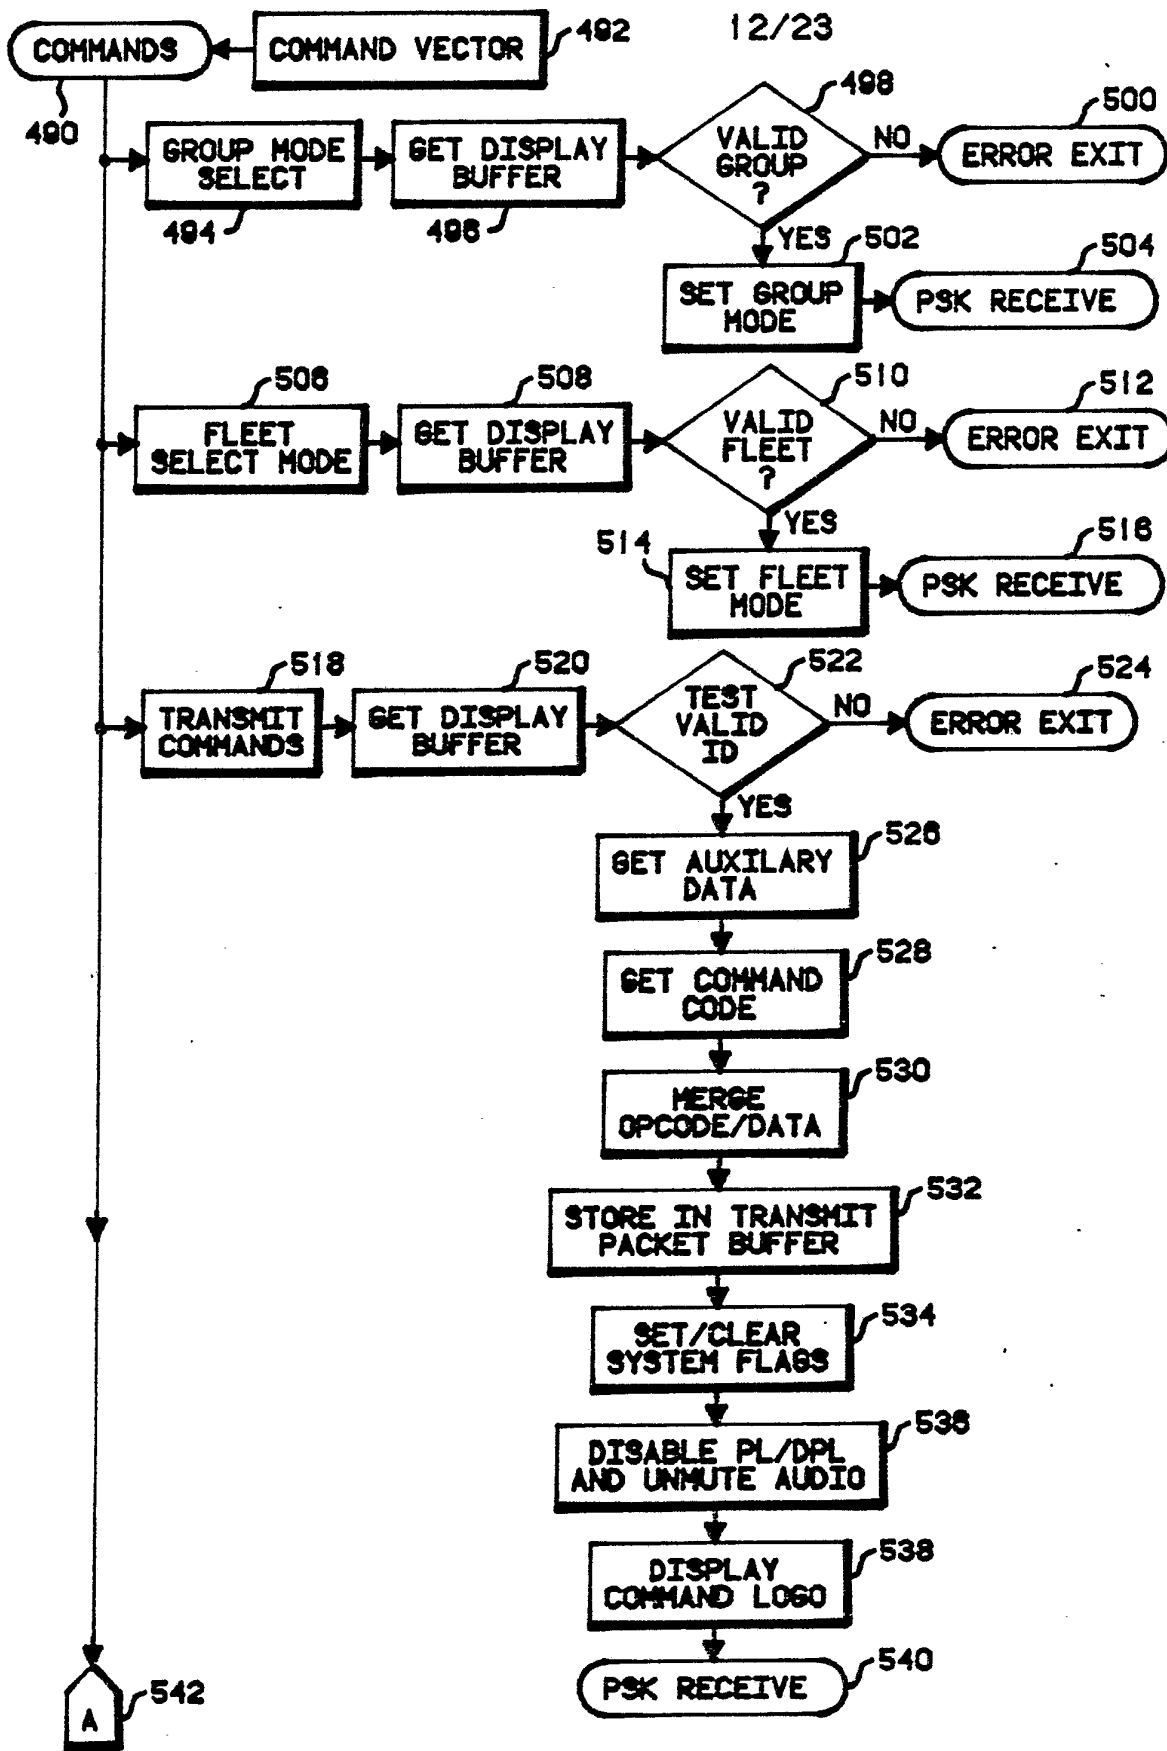 12/23
COMMANDS
490
COMMAND VECTOR
492
GROUP MODE
SELECT
494
GET DISPLAY
BUFFER
496
VALID
GROUP
?
498
NO
ERROR EXIT
500
YES
SET GROUP
MODE
502
PSK RECEIVE
504
FLEET
SELECT MODE
506
GET DISPLAY
BUFFER
508
VALID
FLEET
?
510
NO
ERROR EXIT
512
YES
SET FLEET
MODE
514
PSK RECEIVE
516
TRANSMIT
COMMANDS
518
GET DISPLAY
BUFFER
520
TEST
VALID
ID
522
NO
ERROR EXIT
524
YES
GET AUXILARY
DATA
526
GET COMMAND
CODE
528
MERGE
OPCODE/DATA
530
STORE IN TRANSMIT
PACKET BUFFER
532
SET/CLEAR
SYSTEM FLAGS
534
DISABLE PL/DPL
AND UNMUTE AUDIO
536
DISPLAY
COMMAND LOGO
538
PSK RECEIVE
540
A
542